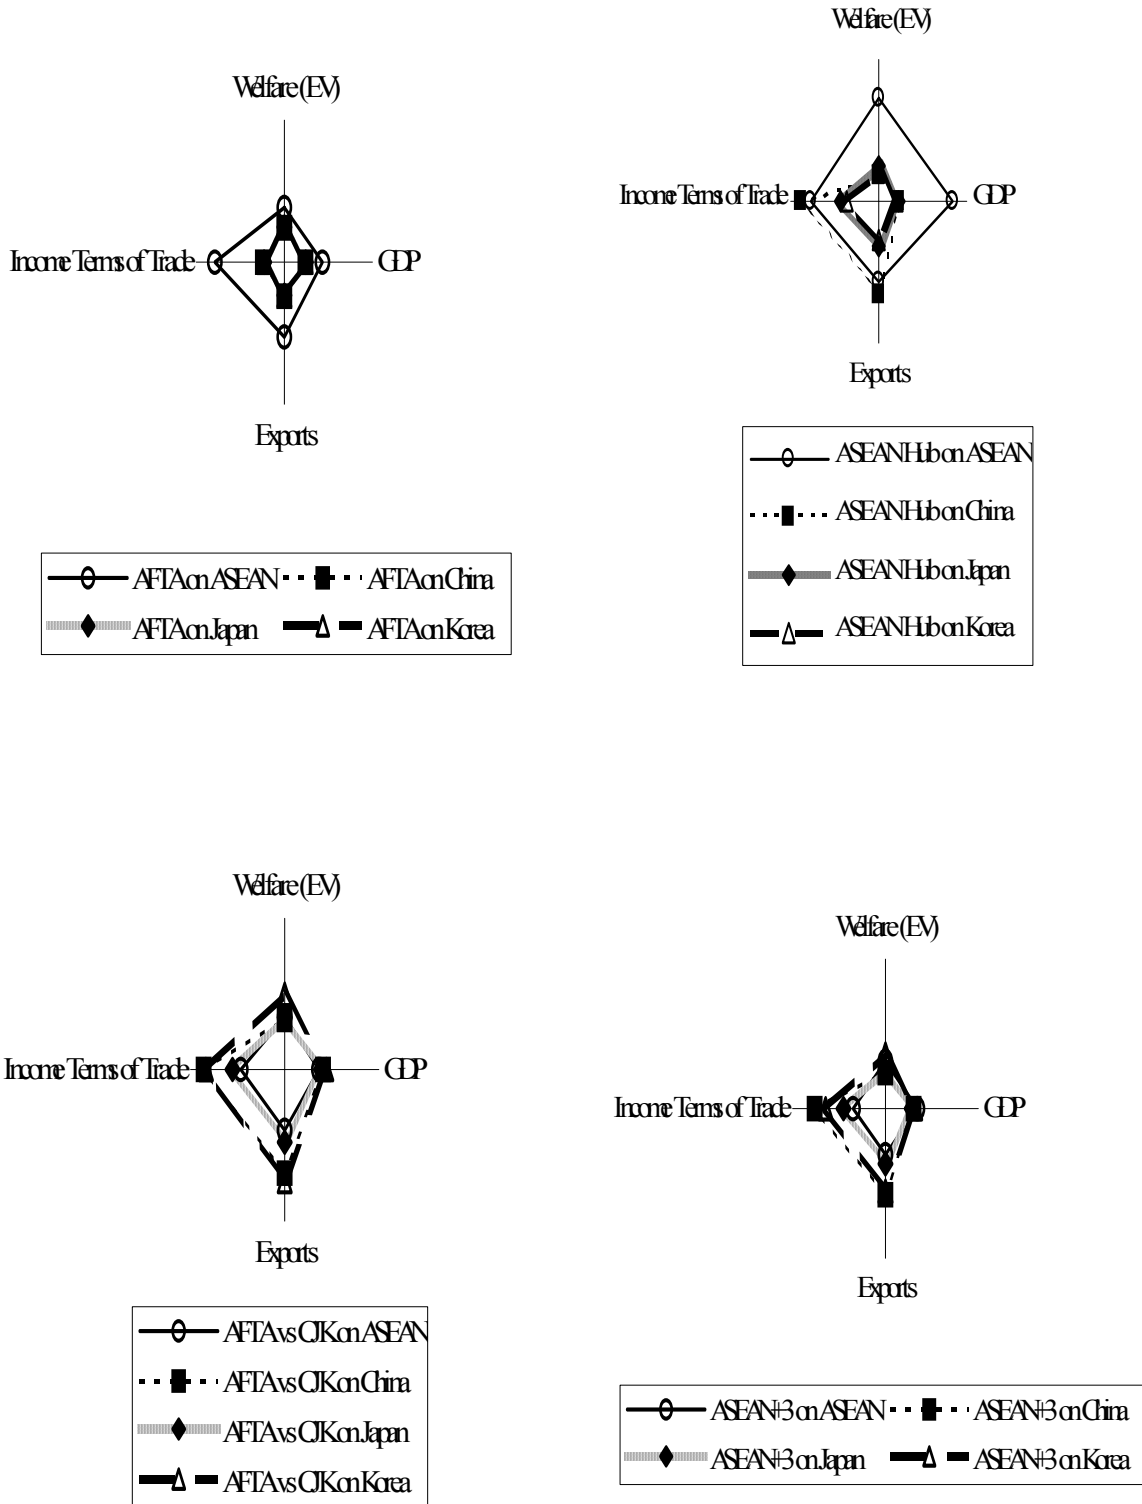 Welfare (EV)
Income Terms of Trade
GDP
Exports
AFTA on ASEAN
AFTA on China
AFTA on Japan
AFTA on Korea
Welfare (EV)
Income Terms of Trade
GDP
Exports
ASEAN Hub on ASEAN
ASEAN Hub on China
ASEAN Hub on Japan
ASEAN Hub on Korea
Welfare (EV)
Income Terms of Trade
GDP
Exports
AFTA vs CJK on ASEAN
AFTA vs CJK on China
AFTA vs CJK on Japan
AFTA vs CJK on Korea
Welfare (EV)
Income Terms of Trade
GDP
Exports
ASEAN+3 on ASEAN
ASEAN+3 on China
ASEAN+3 on Japan
ASEAN+3 on Korea